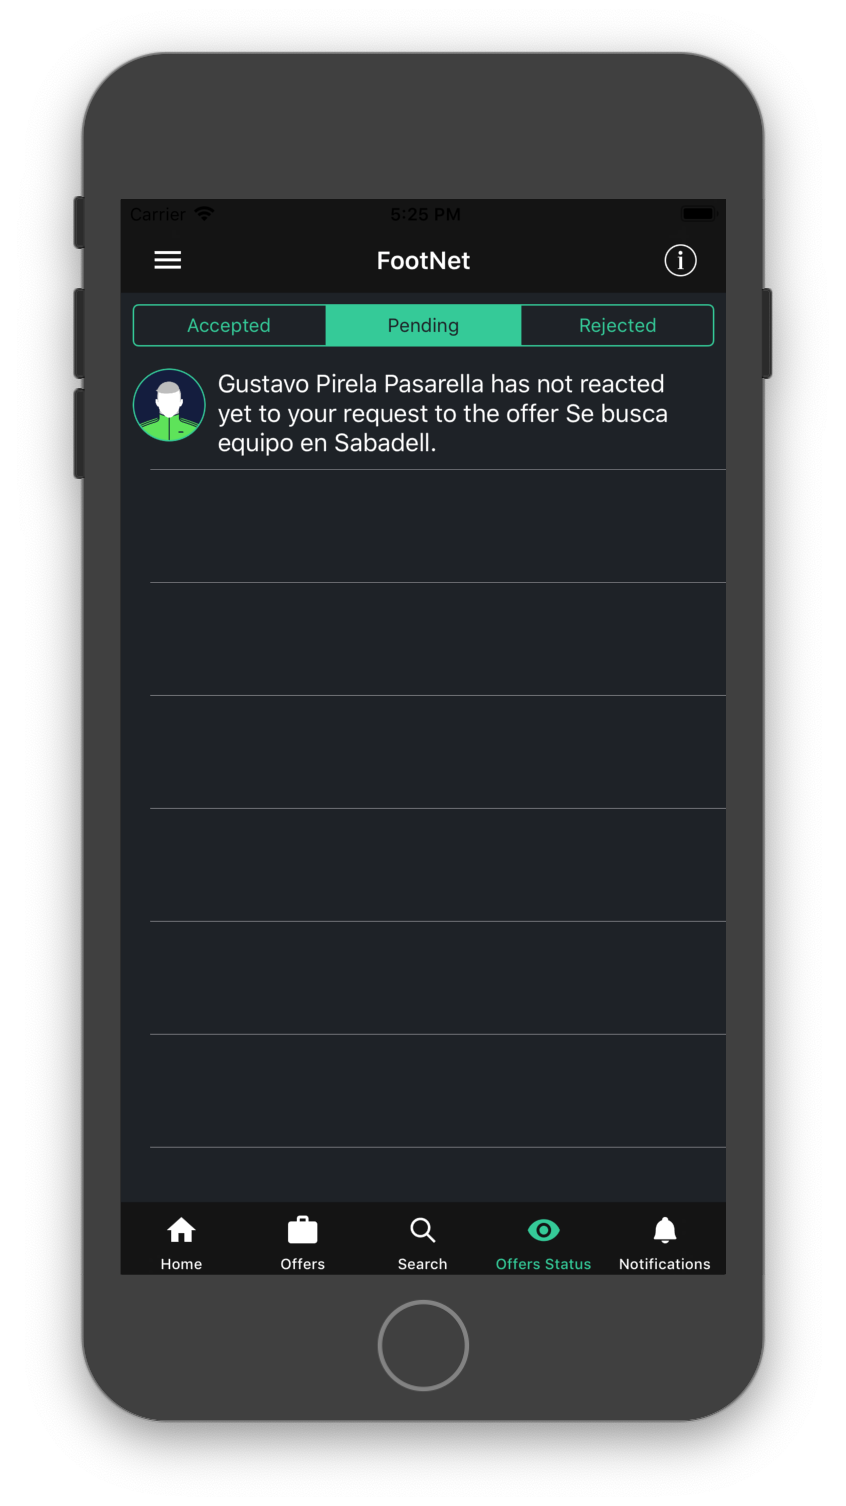 Carrier 5:25 PM
FootNet
Accepted Pending Rejected
Gustavo Pirela Pasarella has not reacted
yet to your request to the offer Se busca
equipo en Sabadell.
Home Offers Search Offers Status Notifications